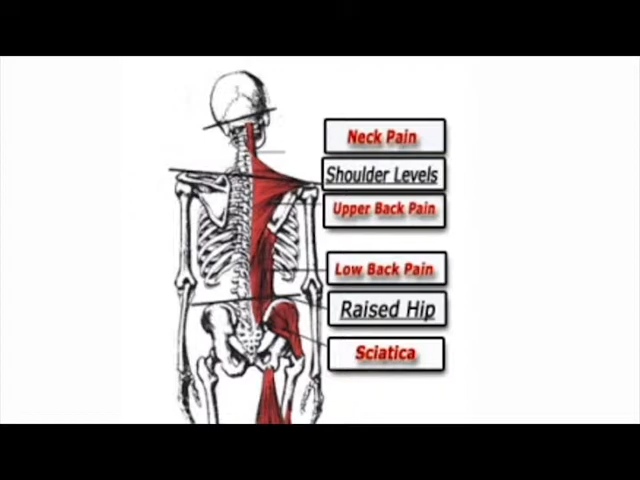 Neck Pain
Shoulder Levels
Upper Back Pain
Low Back Pain
Raised Hip
Sciatica